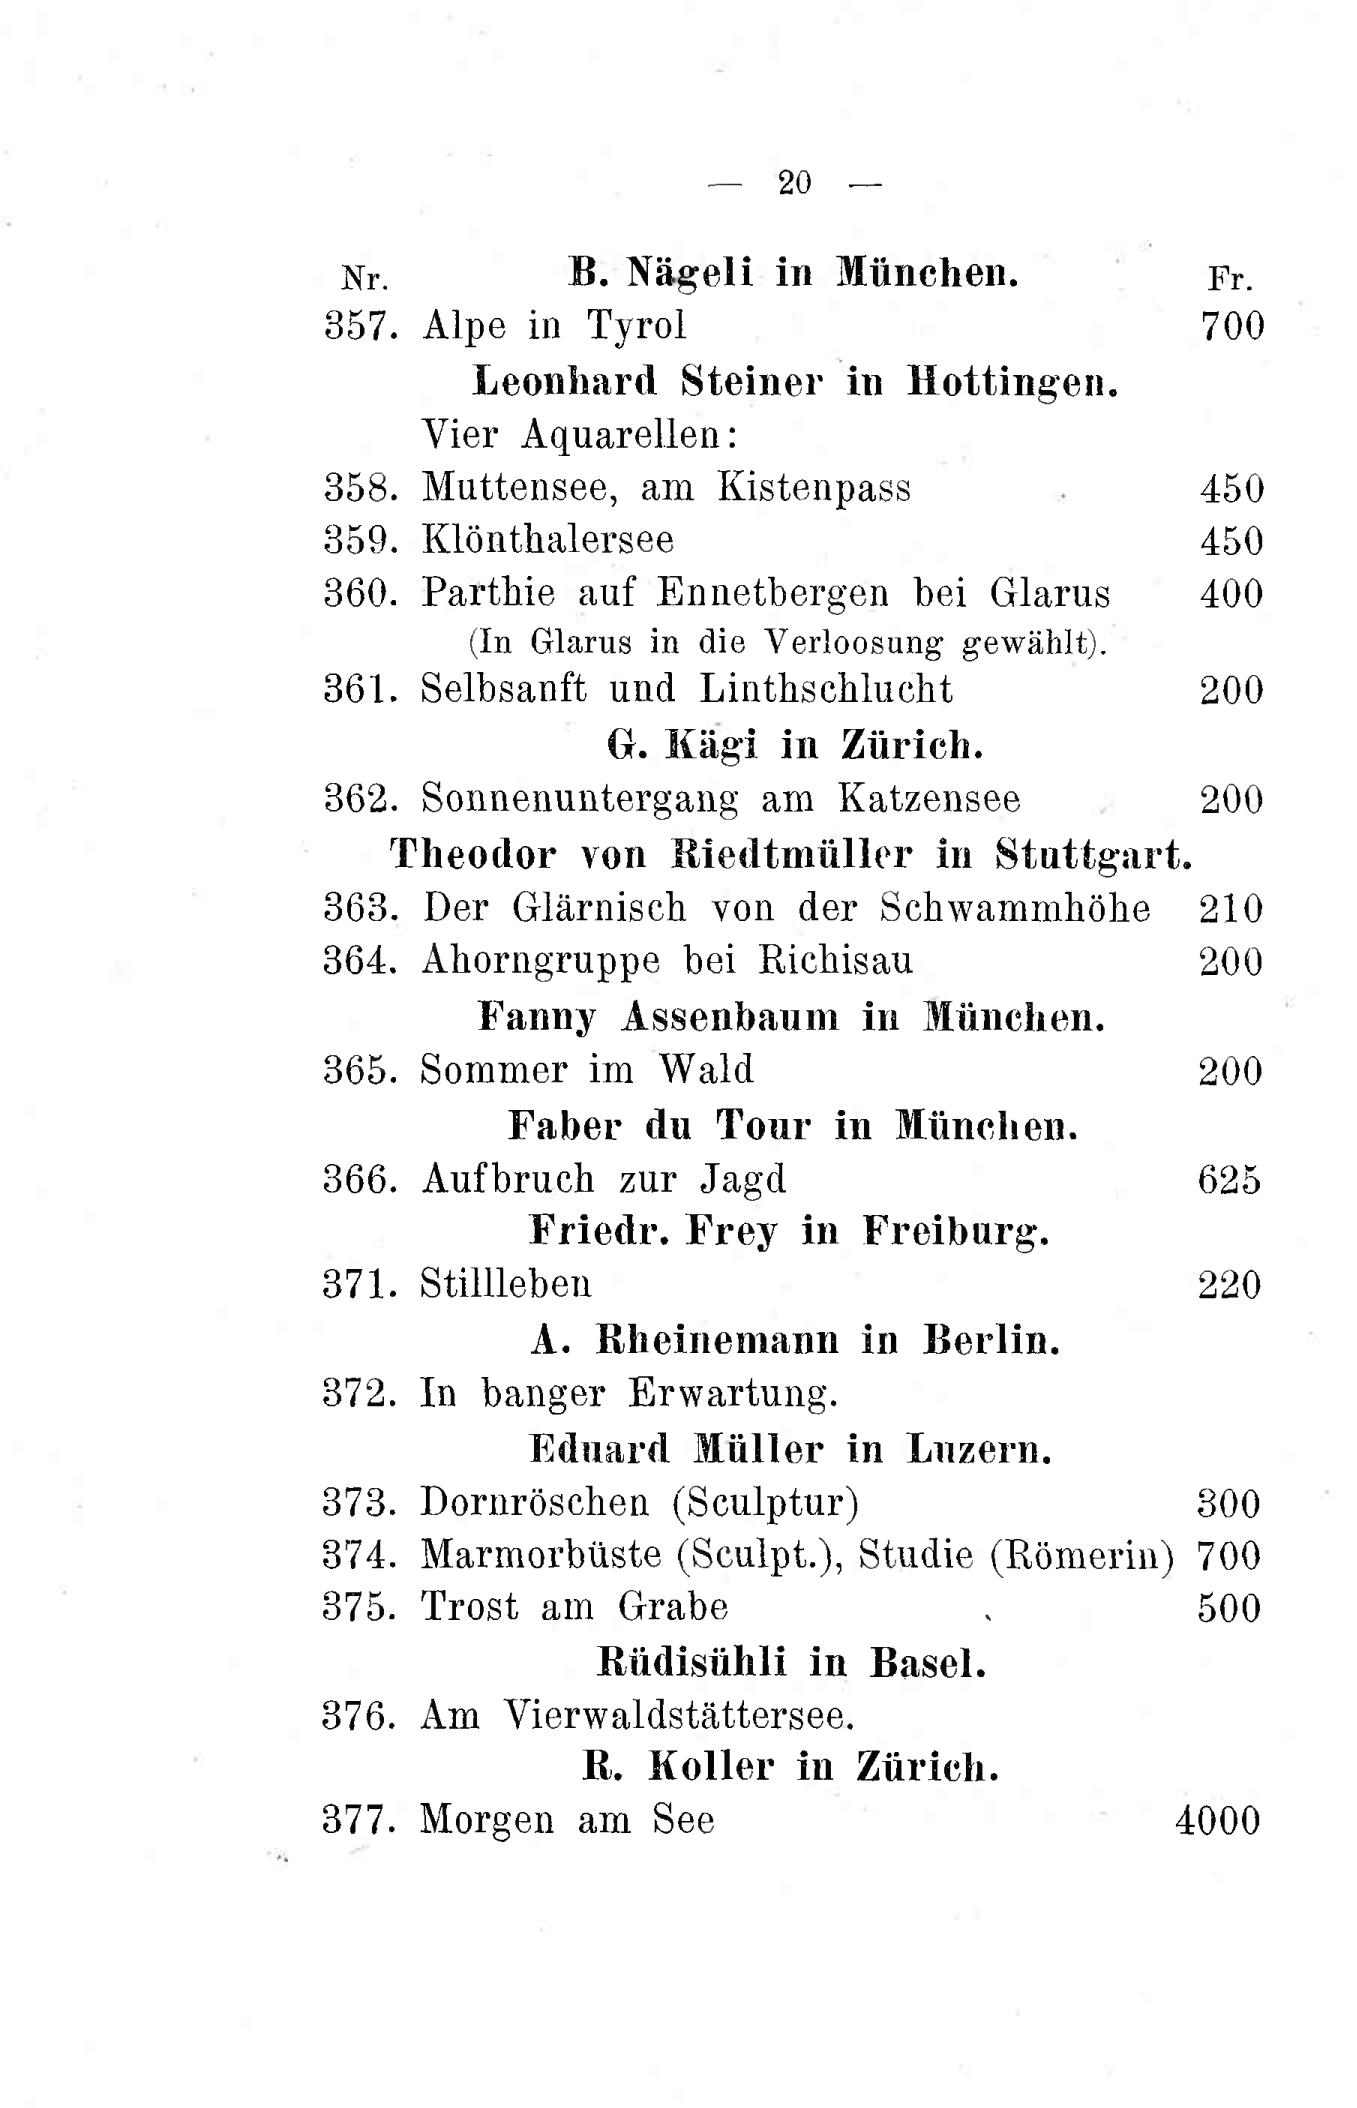 — 20 —
Nr. B. Nägeli in München. Fr.
357. Alpe in Tyrol 700
Leonhard Steiner in Hottingen.
Vier Aquarellen:
358. Muttensee, am Kistenpass 450
359. Klönthalersee 450
360. Parthie auf Ennetbergen bei Glarus 400
(In Glarus in die Verloosung gewählt).
361. Selbsanft und Linthschlucht 200
G. Kägi in Zürich.
362. Sonnenuntergang am Katzensee 200
Theodor von Riedtmüller in Stuttgart.
363. Der Glärnisch von der Schwammhöhe 210
364. Ahorngruppe bei Richisau 200
Fanny Assenbaum in München.
365. Sommer im Wald 200
Faber du Tour in München.
366. Aufbruch zur Jagd 625
Friedr. Frey in Freiburg.
371. Stillleben 220
A. Rheinemann in Berlin.
372. In banger Erwartung.
Eduard Müller in Luzern.
373. Dornröschen (Sculptur) 300
374. Marmorbüste (Sculpt.), Studie (Römerin) 700
375. Trost am Grabe 500
Rüdisühli in Basel.
376. Am Vierwaldstättersee.
R. Koller in Zürich.
377. Morgen am See 4000